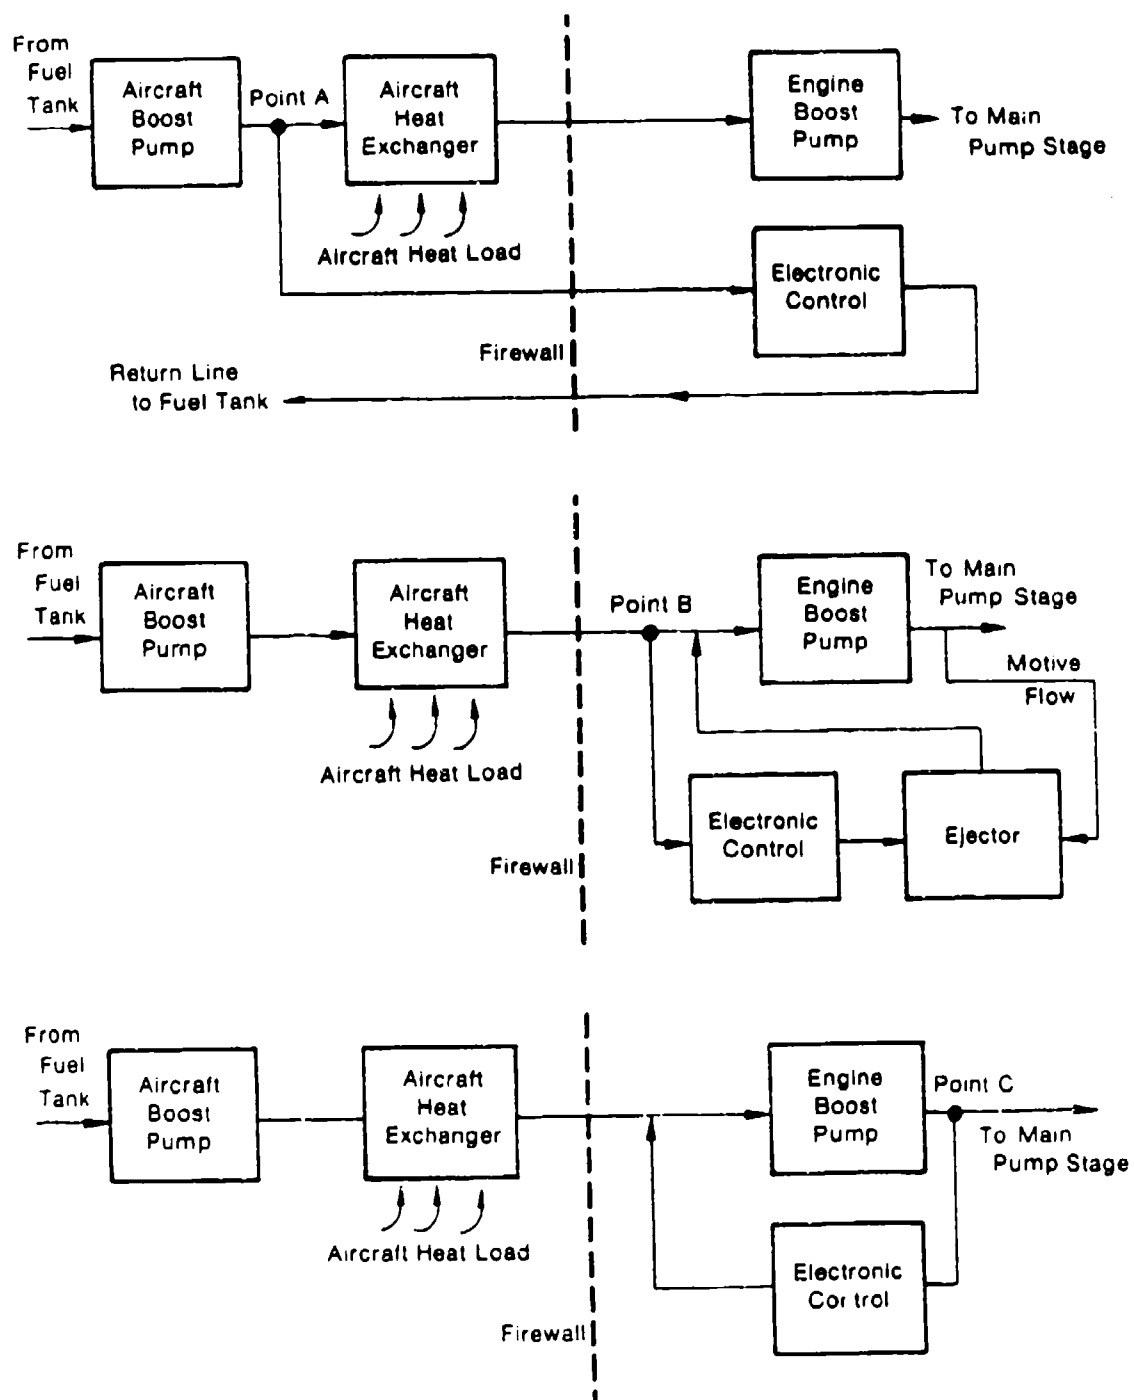 From
Fuel
Tank
Aircraft
Boost
Pump
Point A
Aircraft
Heat
Exchanger
Aircraft Heat Load
Engine
Boost
Pump
To Main
Pump Stage
Electronic
Control
Firewall
Return Line
to Fuel Tank
From
Fuel
Tank
Aircraft
Boost
Pump
Aircraft
Heat
Exchanger
Aircraft Heat Load
Point B
Engine
Boost
Pump
To Main
Pump Stage
Motive
Flow
Electronic
Control
Ejector
Firewall
From
Fuel
Tank
Aircraft
Boost
Pump
Aircraft
Heat
Exchanger
Aircraft Heat Load
Engine
Boost
Pump
Point C
To Main
Pump Stage
Electronic
Control
Firewall